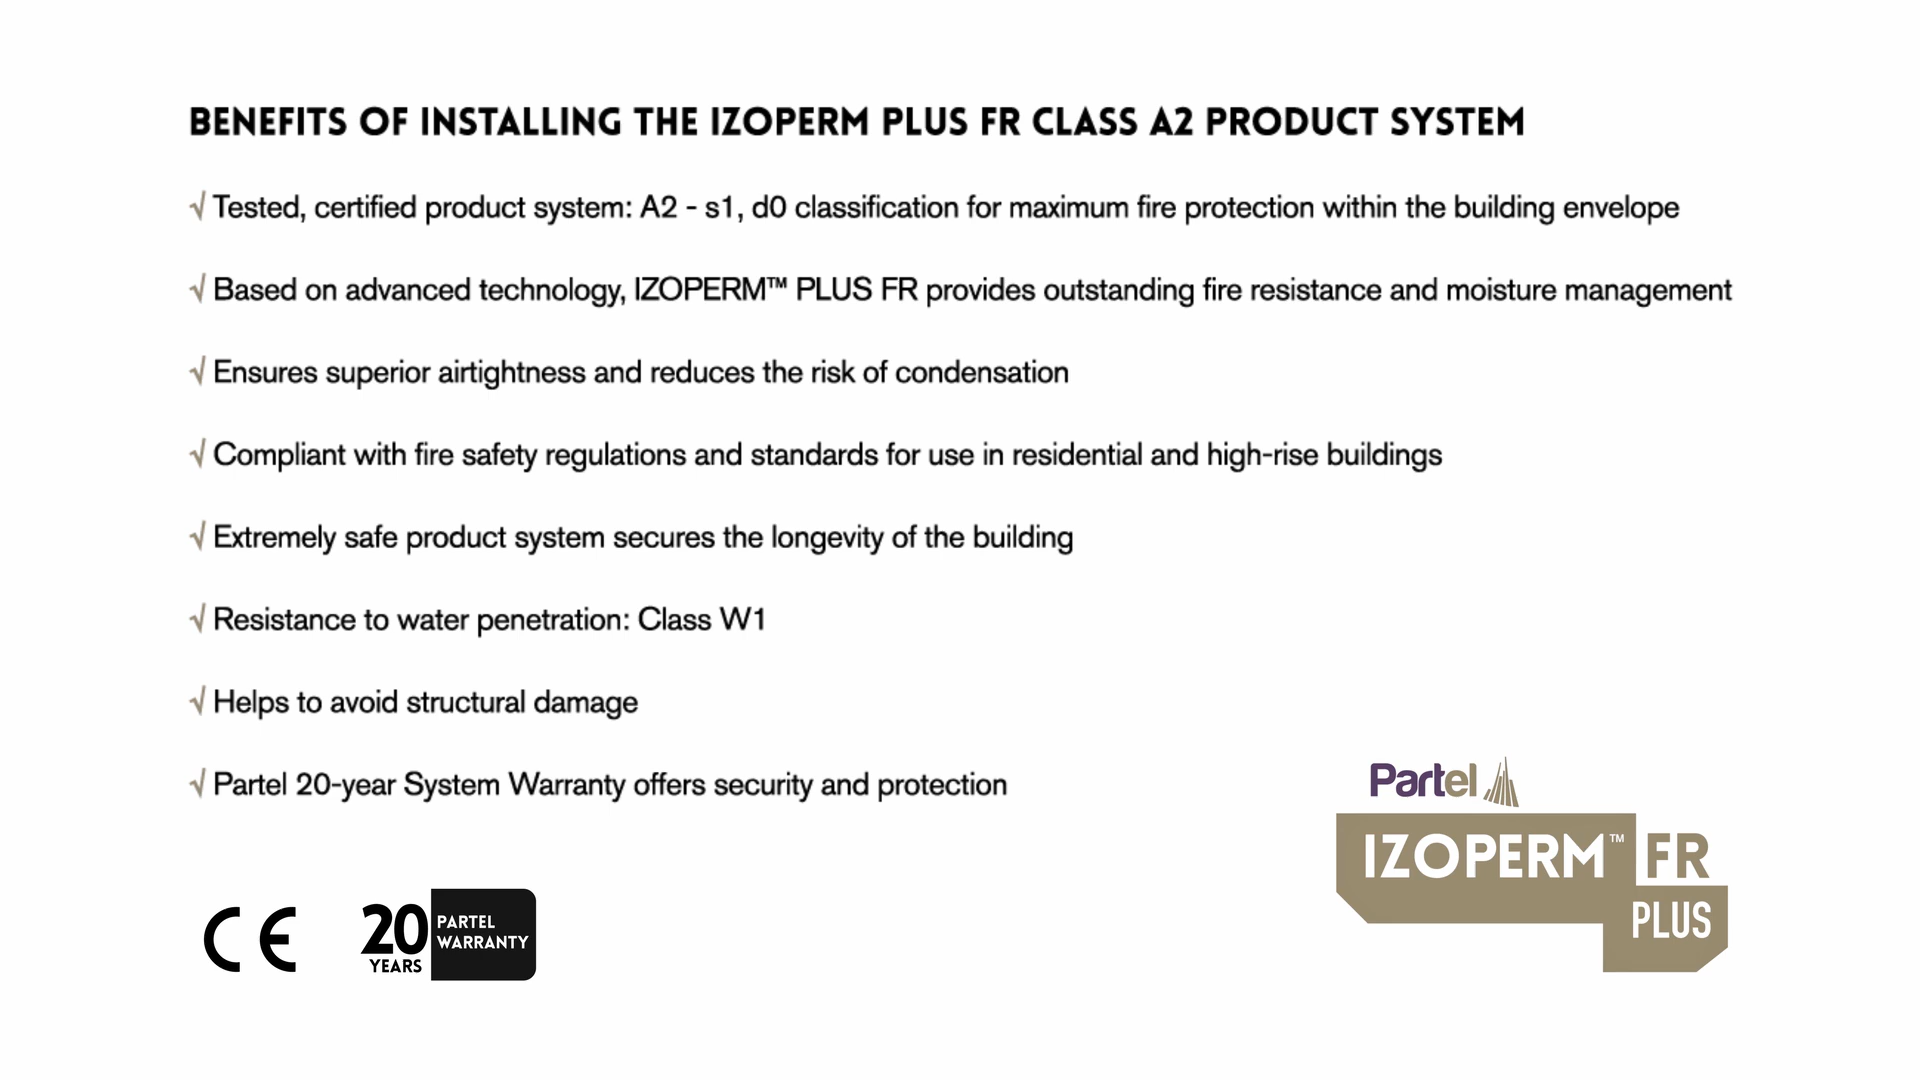 BENEFITS OF INSTALLING THE IZOPERM PLUS FR CLASS A2 PRODUCT SYSTEM
√ Tested, certified product system: A2 - s1, d0 classification for maximum fire protection within the building envelope
√ Based on advanced technology, IZOPERM™ PLUS FR provides outstanding fire resistance and moisture management
√ Ensures superior airtightness and reduces the risk of condensation
√ Compliant with fire safety regulations and standards for use in residential and high-rise buildings
√ Extremely safe product system secures the longevity of the building
√ Resistance to water penetration: Class W1
√ Helps to avoid structural damage
√ Partel 20-year System Warranty offers security and protection
CE
20
YEARS
PARTEL
WARRANTY
Partel
IZOPERM™ FR
PLUS